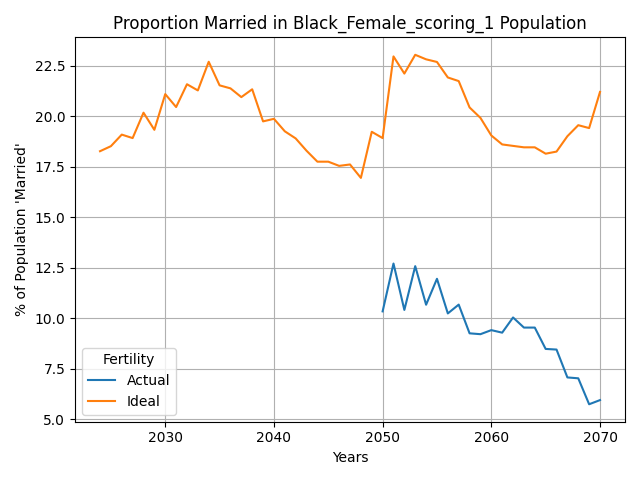 Proportion Married in Black_Female_scoring_1 Population
% of Population 'Married'
22.5
20.0
17.5
15.0
12.5
10.0
7.5
5.0
Fertility
Actual
Ideal
2030 2040 2050 2060 2070
Years